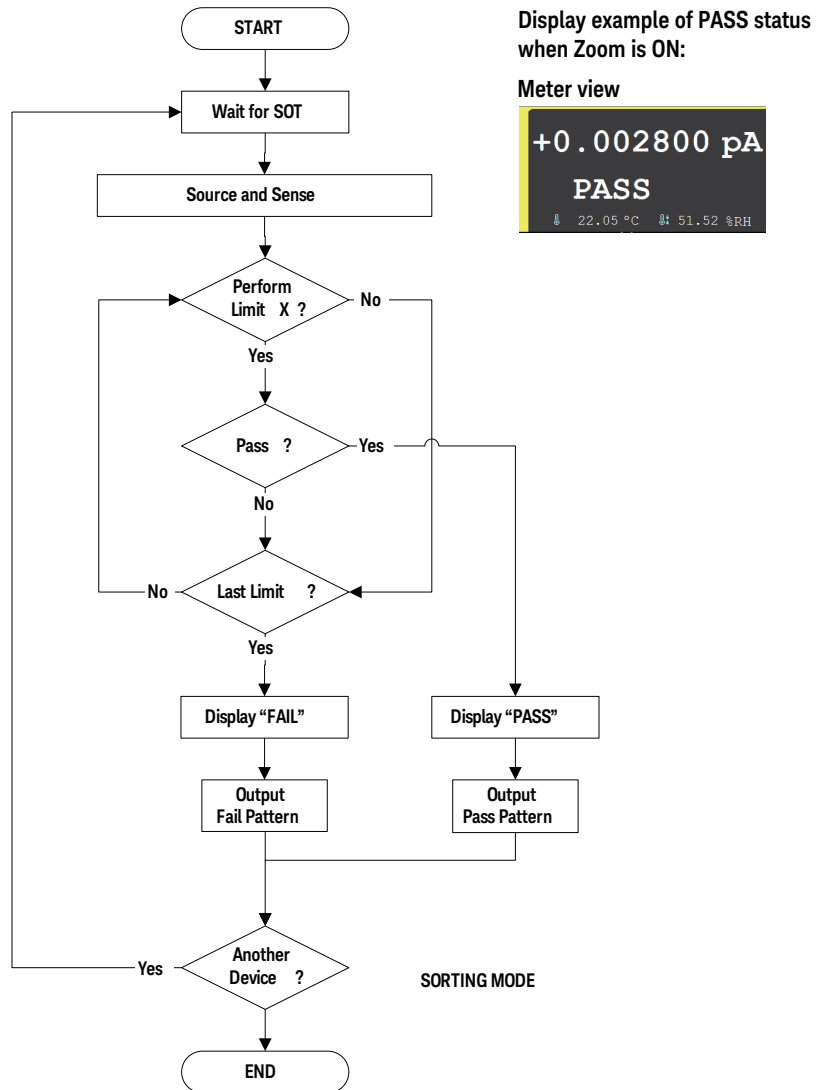 START
Wait for SOT
Source and Sense
Perform
Limit X ?
No
Yes
Pass ?
Yes
No
Last Limit ?
No
Yes
Display “FAIL”
Display “PASS”
Output
Fail Pattern
Output
Pass Pattern
Another
Device ?
Yes
SORTING MODE
END
Display example of PASS status
when Zoom is ON:
Meter view
+0.002800 pA
PASS
22.05 °C 51.52 %RH